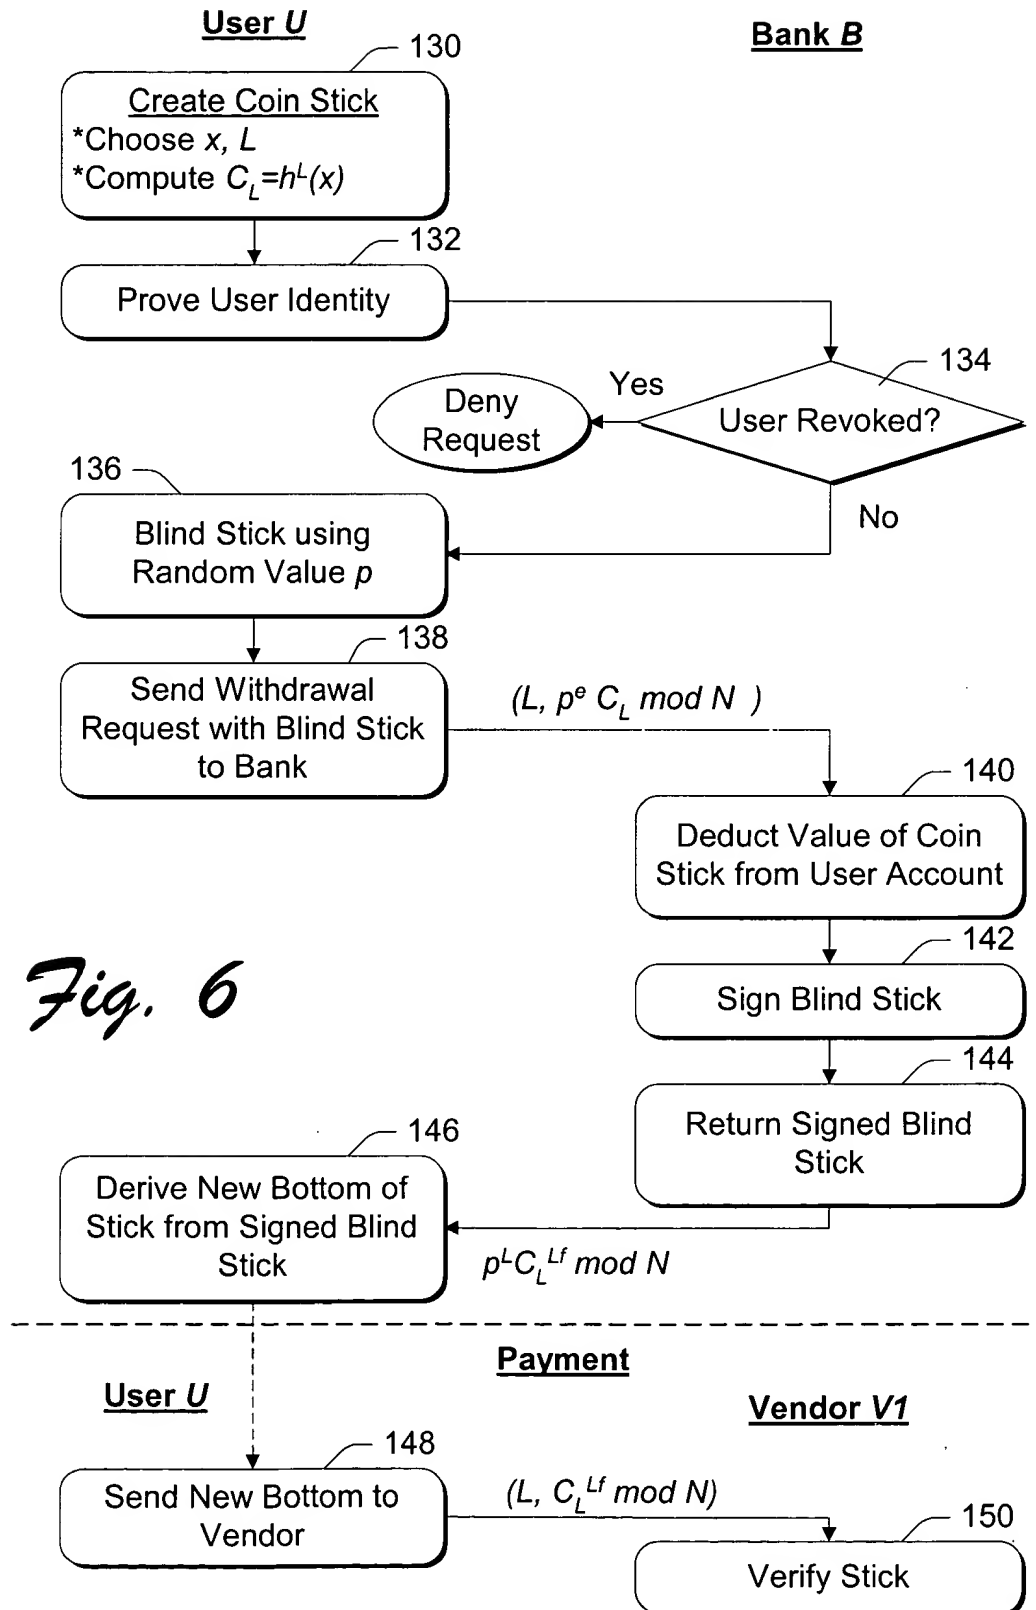 User U
Bank B
130
Create Coin Stick
*Choose x, L
*Compute C_L=h^L(x)
132
Prove User Identity
134
User Revoked?
Yes
Deny
Request
No
136
Blind Stick using
Random Value p
138
Send Withdrawal
Request with Blind Stick
to Bank
(L, p^e C_L mod N )
140
Deduct Value of Coin
Stick from User Account
142
Sign Blind Stick
144
Return Signed Blind
Stick
Fig. 6
146
Derive New Bottom of
Stick from Signed Blind
Stick
p^L C_L^Lf mod N
Payment
User U
Vendor V1
148
Send New Bottom to
Vendor
(L, C_L^Lf mod N)
150
Verify Stick